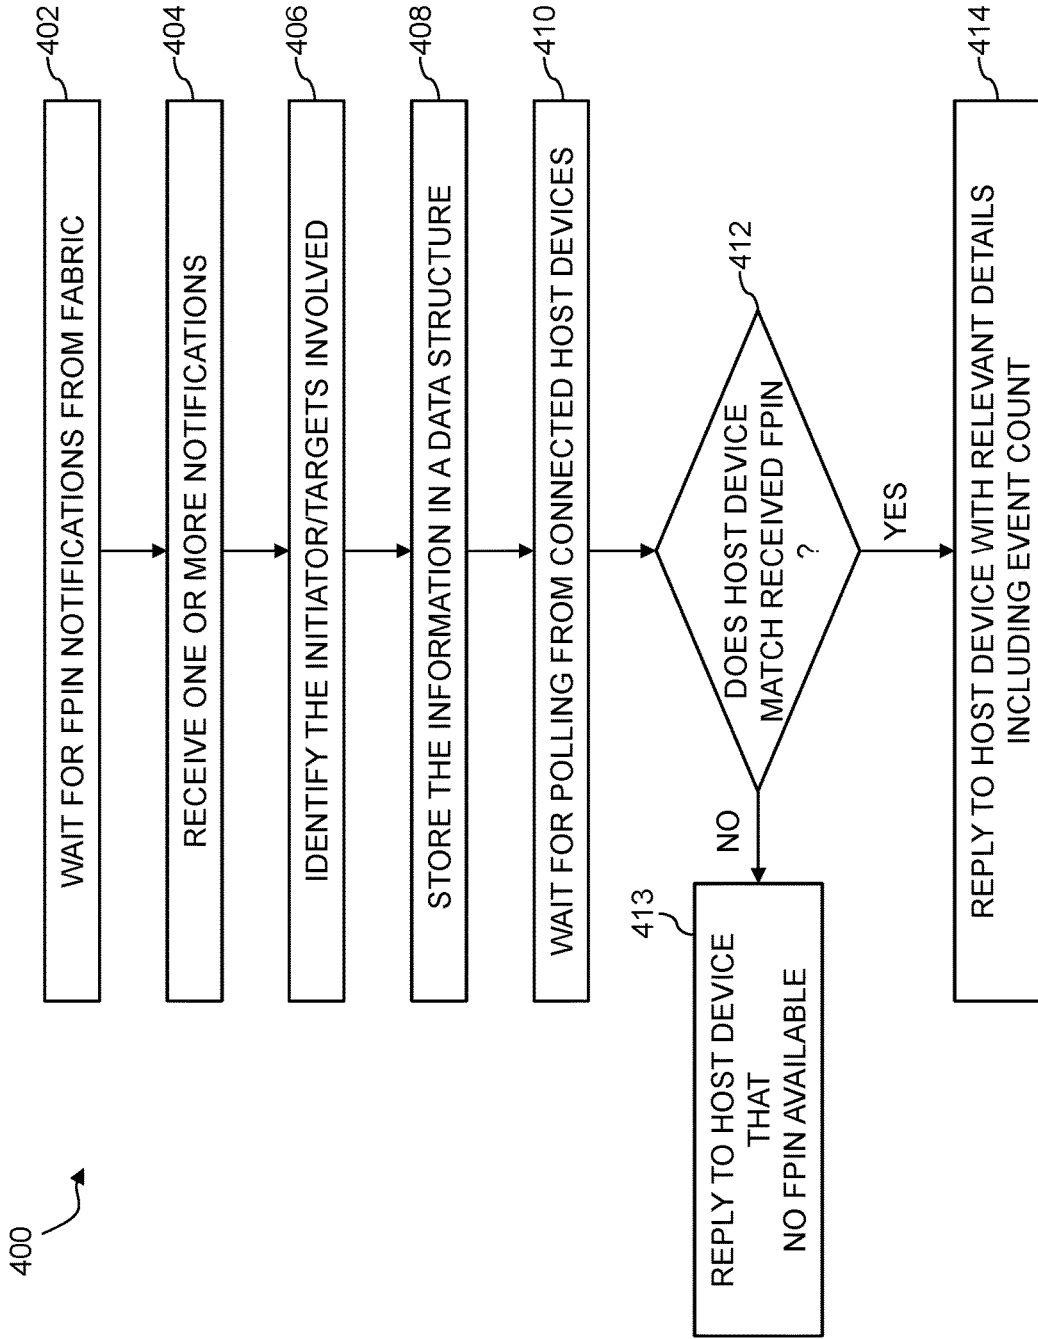 400
402
WAIT FOR FPIN NOTIFICATIONS FROM FABRIC
404
RECEIVE ONE OR MORE NOTIFICATIONS
406
IDENTIFY THE INITIATOR/TARGETS INVOLVED
408
STORE THE INFORMATION IN A DATA STRUCTURE
410
WAIT FOR POLLING FROM CONNECTED HOST DEVICES
412
DOES HOST DEVICE
MATCH RECEIVED FPIN
?
NO
413
REPLY TO HOST DEVICE
THAT
NO FPIN AVAILABLE
YES
414
REPLY TO HOST DEVICE WITH RELEVANT DETAILS
INCLUDING EVENT COUNT